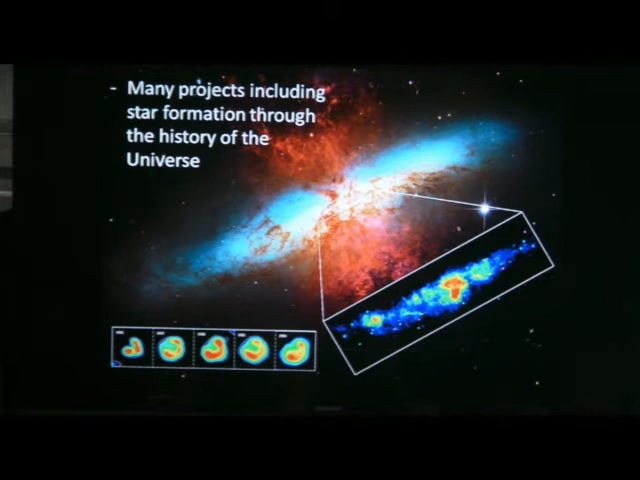 - Many projects including
star formation through
the history of the
Universe